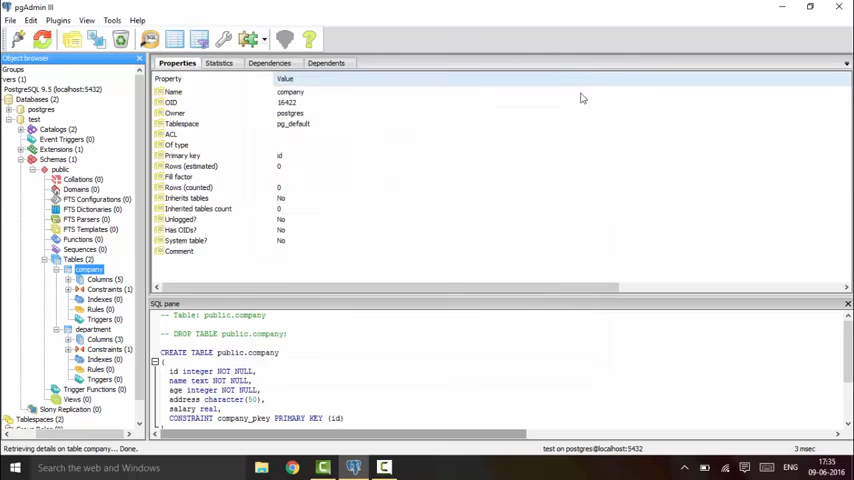 pgAdmin III
File Edit Plugins View Tools Help
Object browser
Groups
vers (1)
PostgreSQL 9.5 (localhost:5432
Databases (2)
postgres
test
Catalogs (2)
Event Triggers (0)
Extensions (1)
Schemas (1)
public
Collations (0)
Domains (0)
FTS Configurations (0)
FTS Dictionaries (0)
FTS Parsers (0)
FTS Templates (0)
Functions (0)
Sequences (0)
Tables (2)
company
Columns (5)
Constraints (1)
Indexes (0)
Rules (0)
Triggers (0)
department
Columns (3)
Constraints (1)
Indexes (0)
Rules (0)
Triggers (0)
Trigger Functions (0)
Views (0)
Slony Replication (0)
Tablespaces (2)
Properties Statistics Dependencies Dependents
Property Value
Name company
OID 16422
Owner postgres
Tablespace pg_default
ACL
Of type
Primary key id
Rows (estimated) 0
Fill factor
Rows (counted) 0
Inherits tables No
Inherited tables count 0
Unlogged? No
Has OIDs? No
System table? No
Comment
SQL pane
-- Table: public.company
-- DROP TABLE public.company;
CREATE TABLE public.company
(
id integer NOT NULL,
name text NOT NULL,
age integer NOT NULL,
address character(50),
salary real,
CONSTRAINT company_pkey PRIMARY KEY (id)
Retrieving details on table company... Done. test on postgres@localhost:5432 3 msec
Search the web and Windows
ENG
17:35
09-06-2016